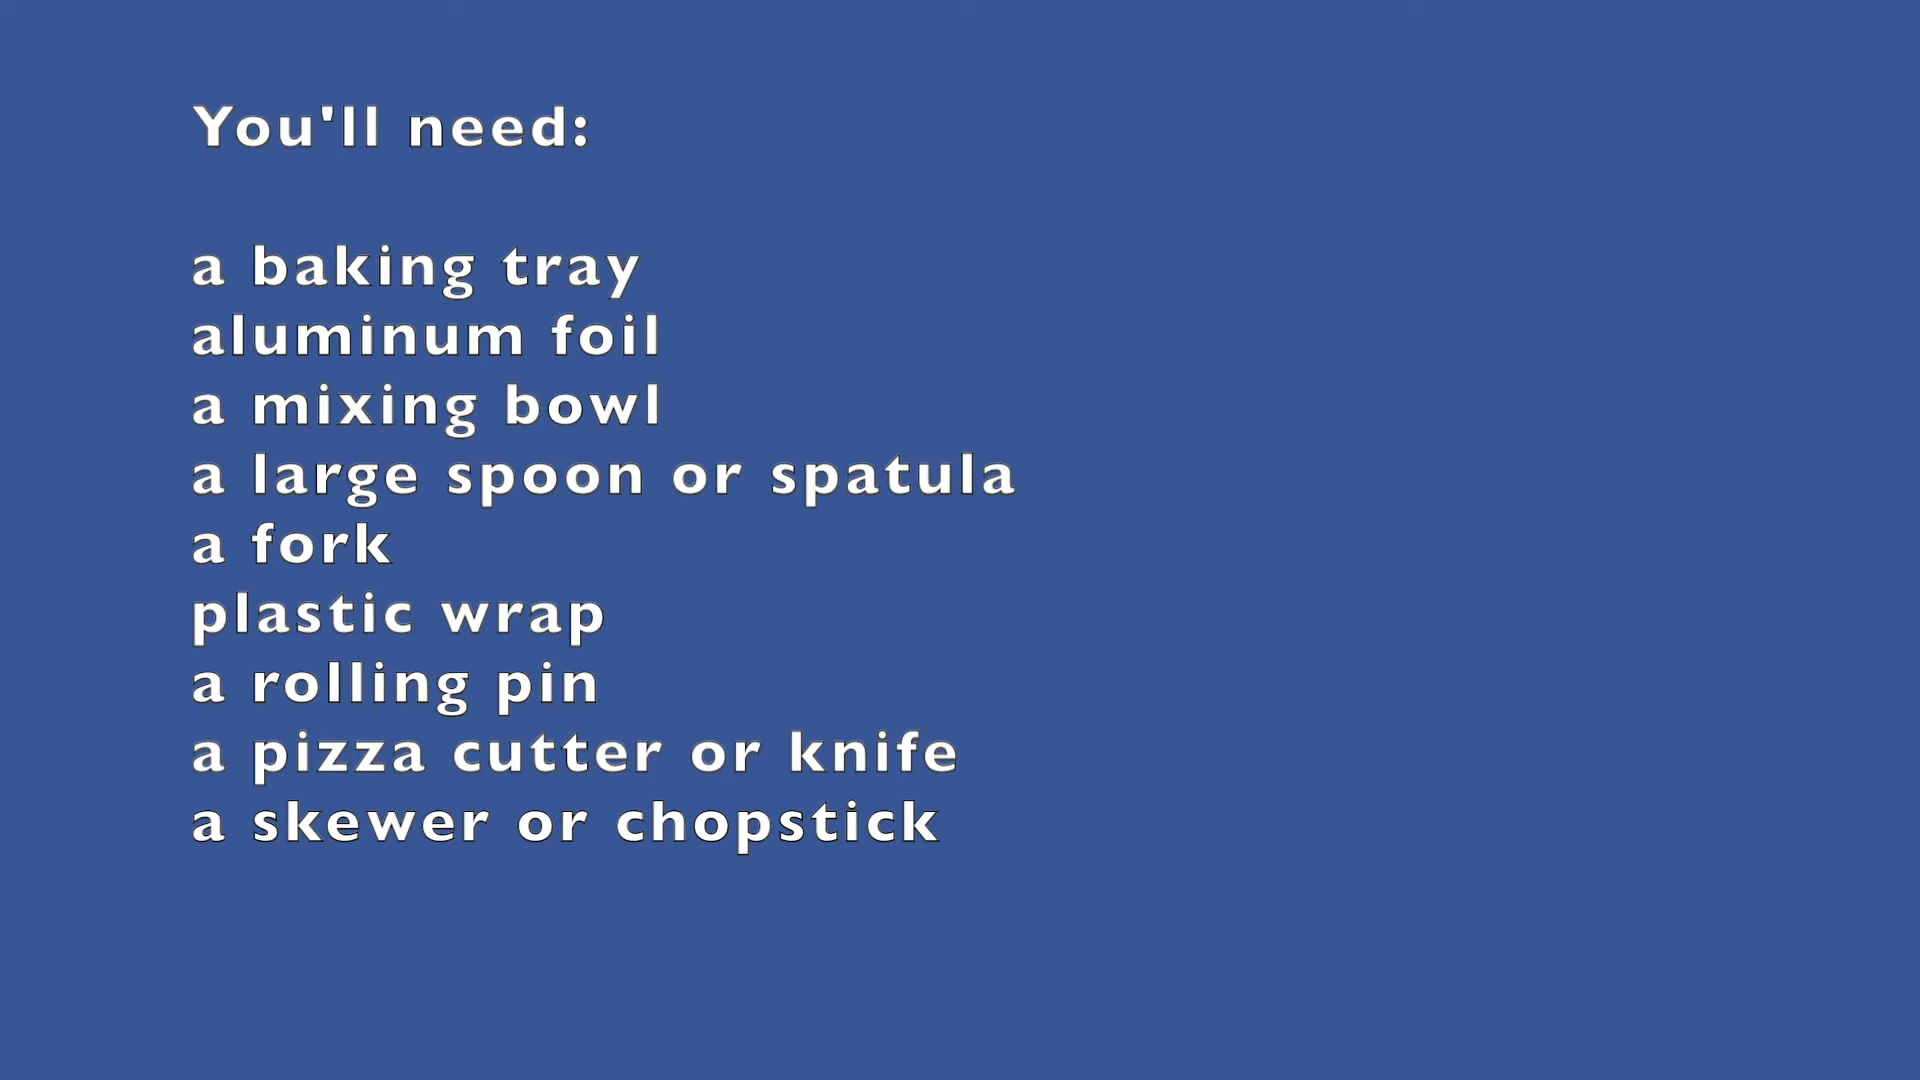 You'll need:
a baking tray
aluminum foil
a mixing bowl
a large spoon or spatula
a fork
plastic wrap
a rolling pin
a pizza cutter or knife
a skewer or chopstick